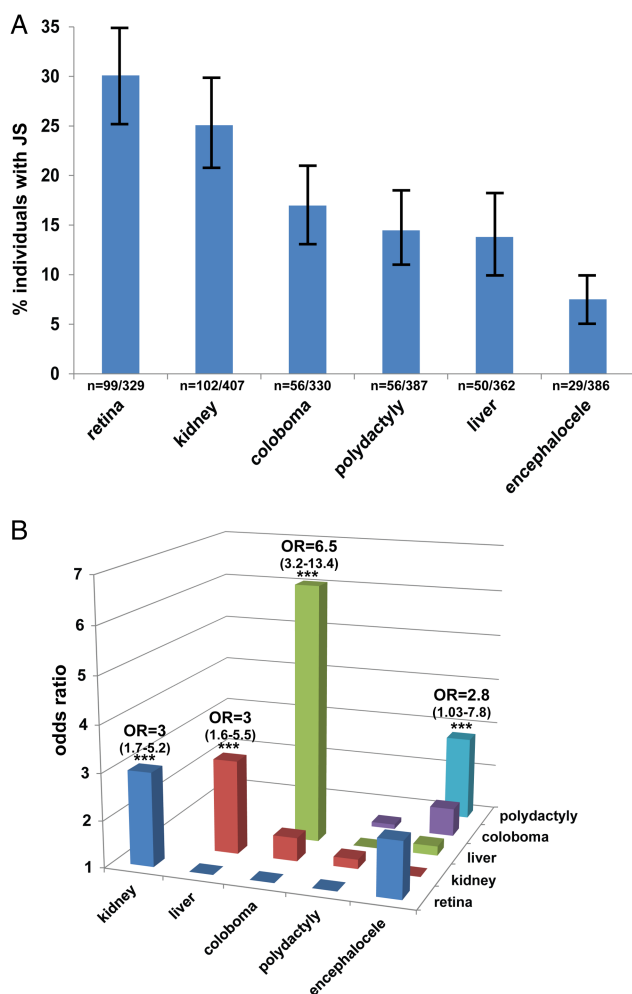 A
% individuals with JS
35
30
25
20
15
10
5
0
n=99/329 n=102/407 n=56/330 n=56/387 n=50/362 n=29/386
retina kidney coloboma polydactyly liver encephalocele
B
odds ratio
7
6
5
4
3
2
1
OR=6.5
(3.2-13.4)
***
OR=2.8
(1.03-7.8)
***
OR=3
(1.7-5.2)
***
OR=3
(1.6-5.5)
***
polydactyly
coloboma
liver
kidney
retina
kidney liver coloboma polydactyly encephalocele